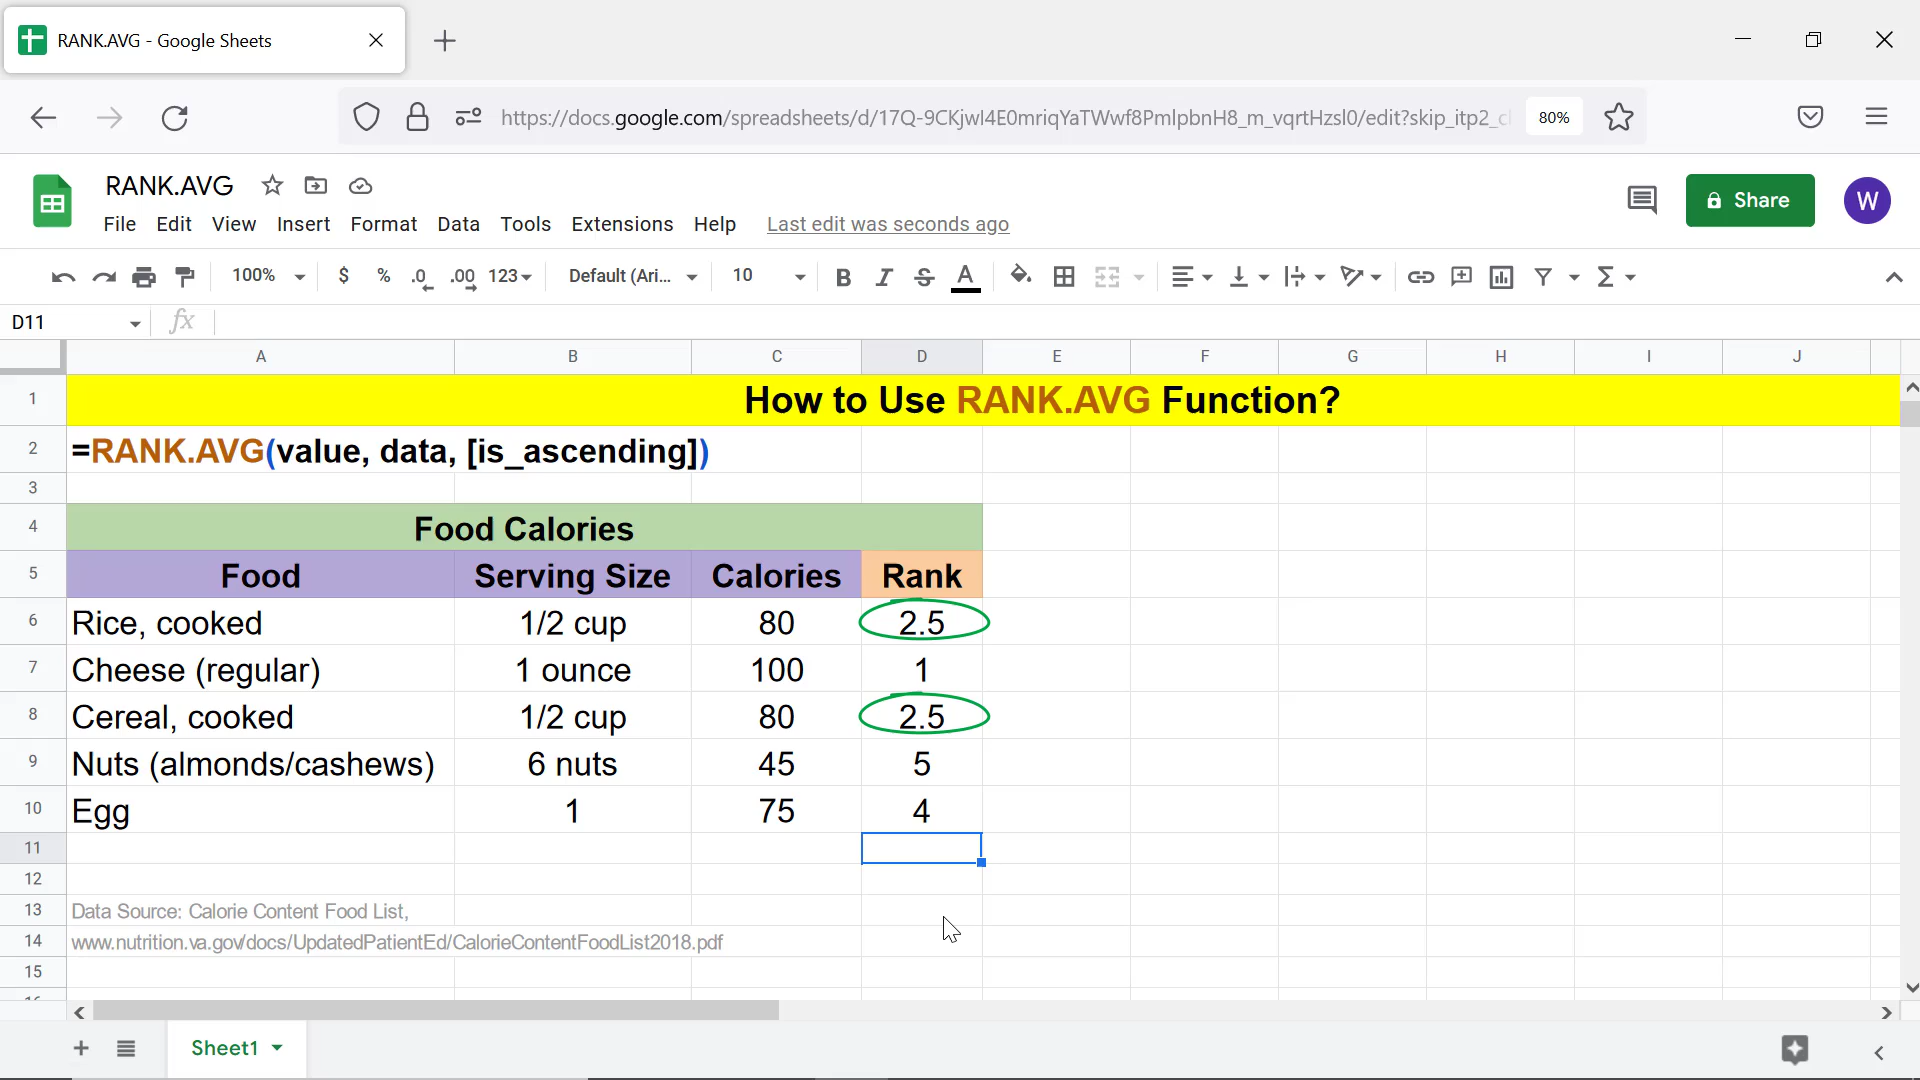 RANK.AVG - Google Sheets
https://docs.google.com/spreadsheets/d/17Q-9CKjwl4E0mriqYaTWwf8PmlpbnH8_m_vqrtHzsl0/edit?skip_itp2_c 80%
RANK.AVG
File Edit View Insert Format Data Tools Extensions Help Last edit was seconds ago
Share W
100% $ % .0 .00 123 Default (Ari... 10 B I S A
D11 fx
A B C D E F G H I J
1 How to Use RANK.AVG Function?
2 =RANK.AVG(value, data, [is_ascending])
3
4 Food Calories
5 Food Serving Size Calories Rank
6 Rice, cooked 1/2 cup 80 2.5
7 Cheese (regular) 1 ounce 100 1
8 Cereal, cooked 1/2 cup 80 2.5
9 Nuts (almonds/cashews) 6 nuts 45 5
10 Egg 1 75 4
11
12
13 Data Source: Calorie Content Food List,
14 www.nutrition.va.gov/docs/UpdatedPatientEd/CalorieContentFoodList2018.pdf
15
Sheet1